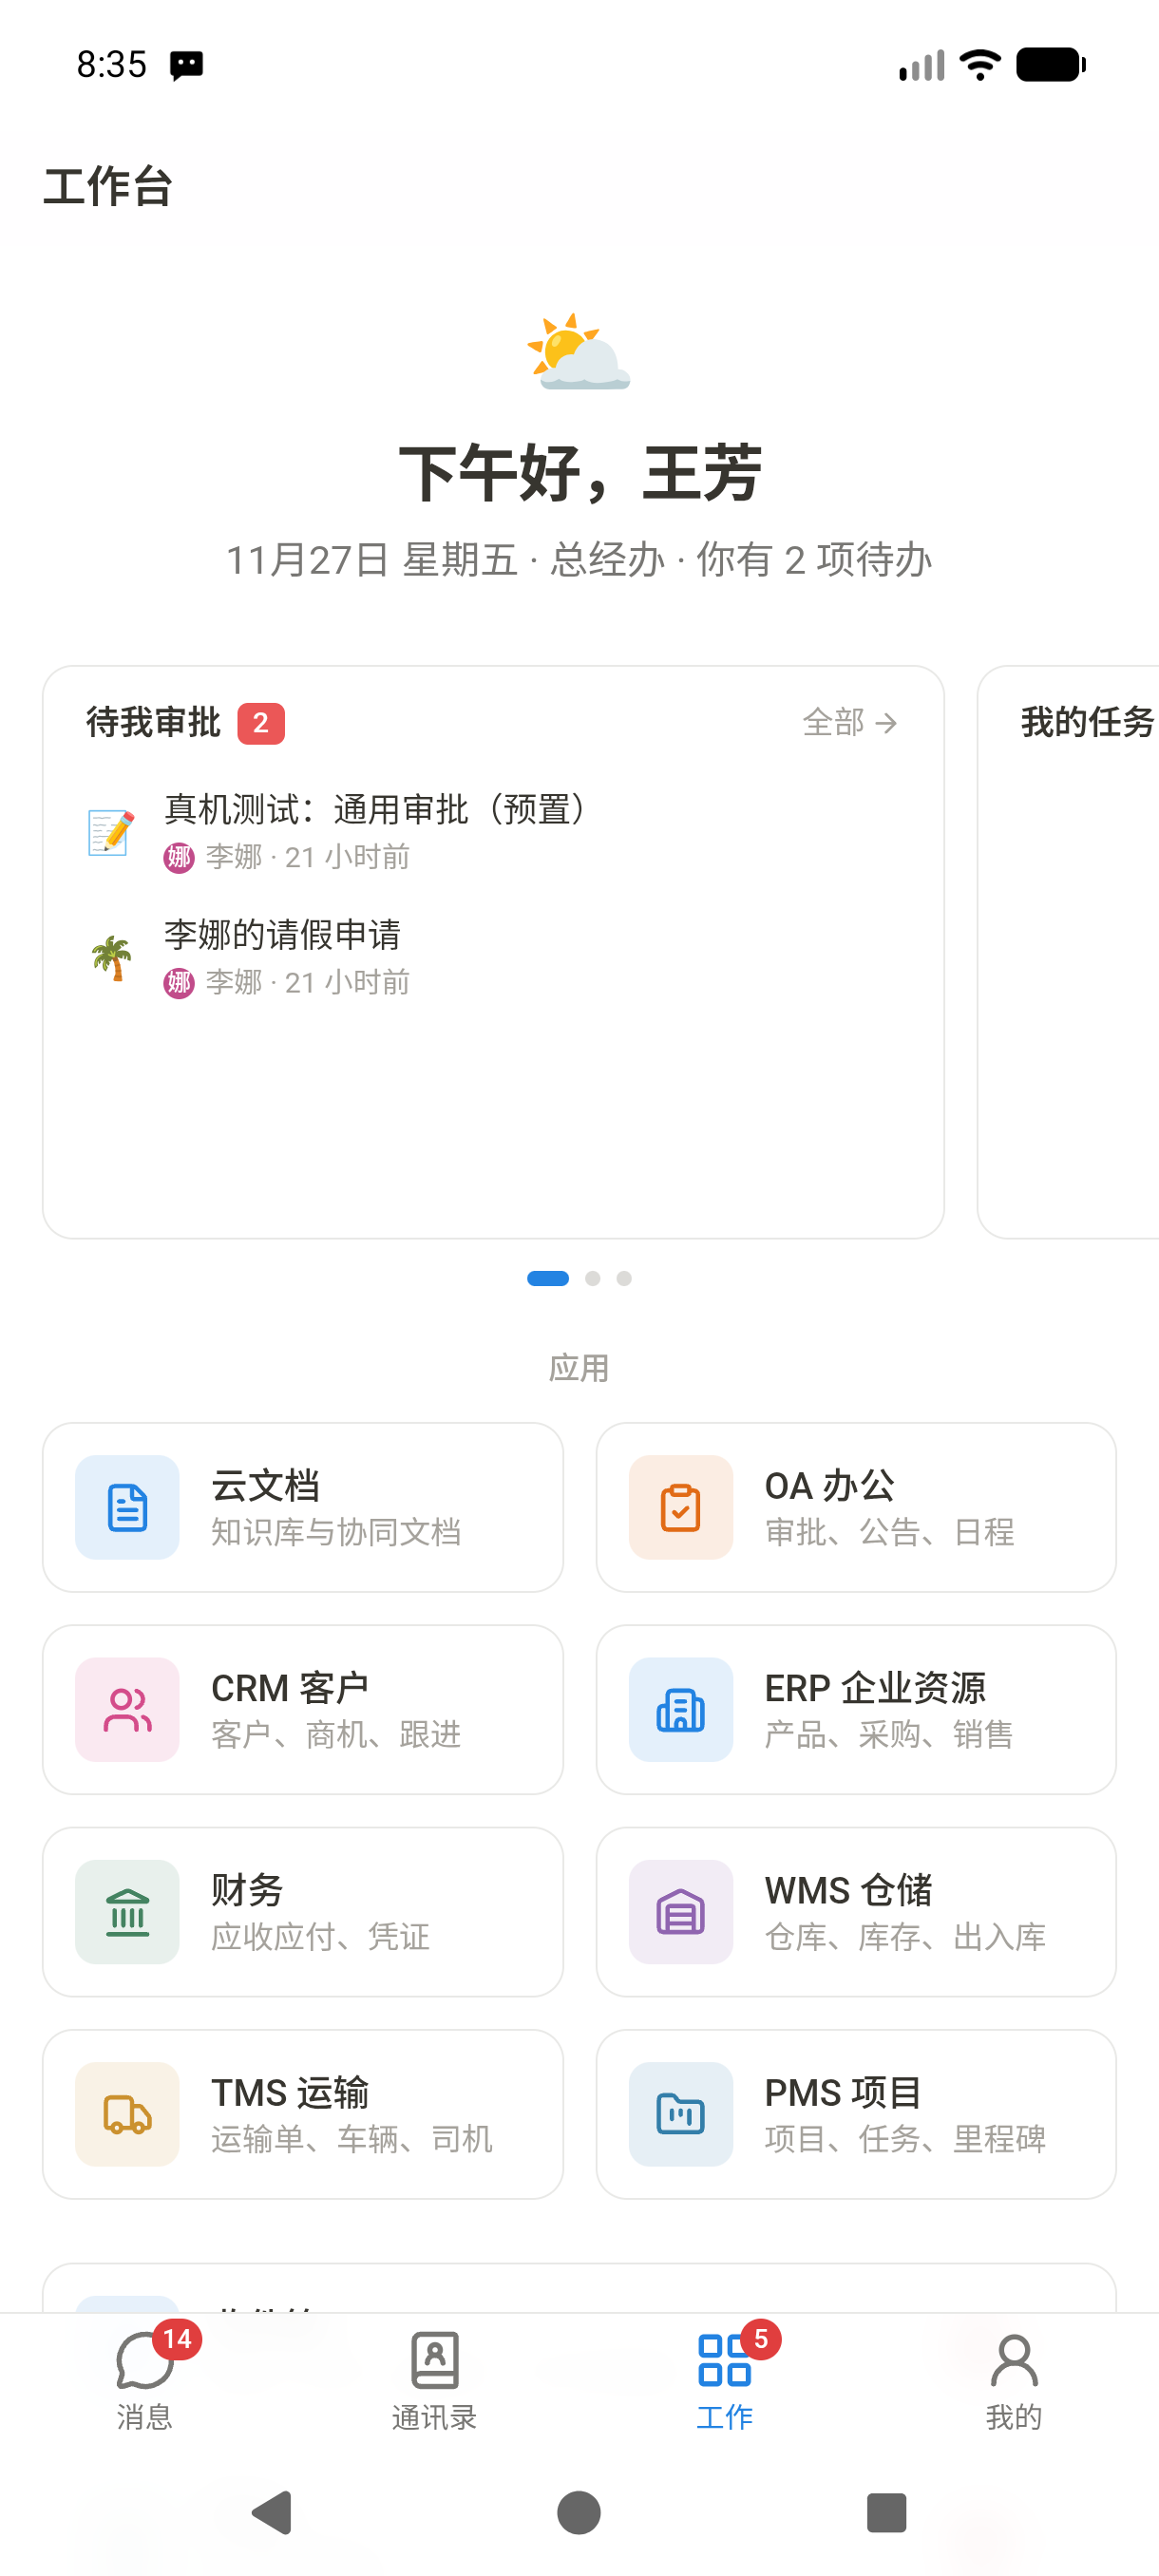 8:35
工作台
下午好，王芳
11月27日 星期五 · 总经办 · 你有 2 项待办
待我审批 2 全部 →
我的任务
真机测试：通用审批（预置）
娜 李娜 · 21 小时前
李娜的请假申请
娜 李娜 · 21 小时前
应用
云文档
知识库与协同文档
OA 办公
审批、公告、日程
CRM 客户
客户、商机、跟进
ERP 企业资源
产品、采购、销售
财务
应收应付、凭证
WMS 仓储
仓库、库存、出入库
TMS 运输
运输单、车辆、司机
PMS 项目
项目、任务、里程碑
14
5
消息
通讯录
工作
我的